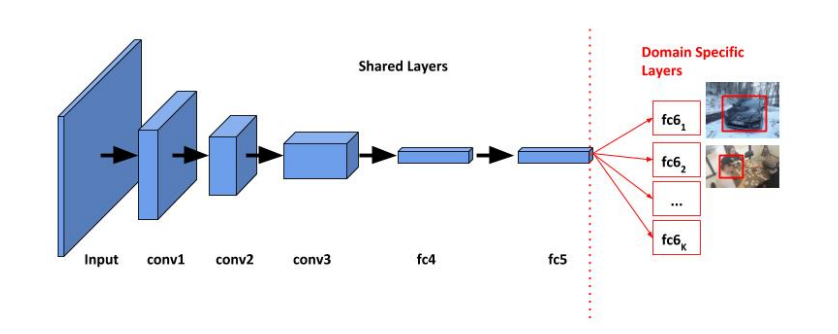 Shared Layers
Domain Specific
Layers
fc6₁
fc6₂
...
fc6ₖ
Input
conv1
conv2
conv3
fc4
fc5